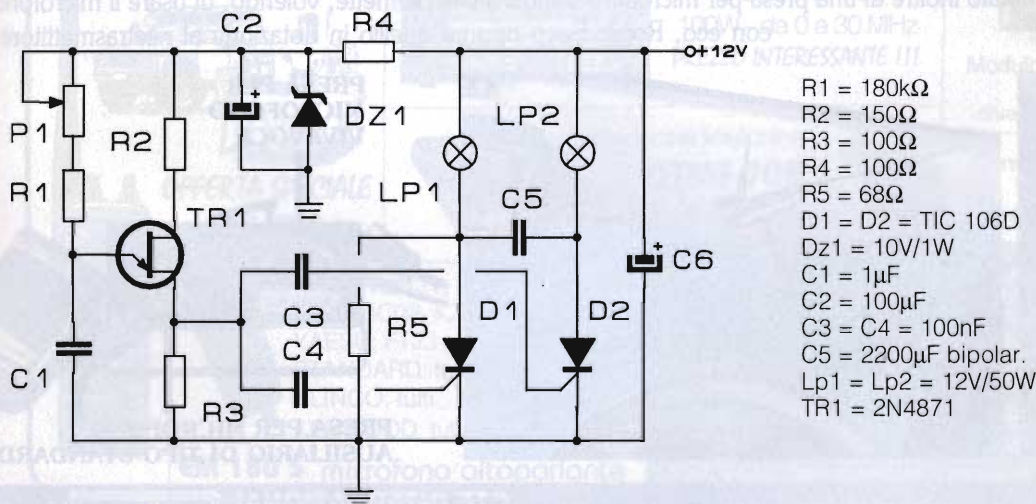 C2
R4
+
+12V
P1
R2
DZ1
LP2
R1
LP1
TR1
C5
+
C6
C3
R5
D1
D2
C4
C1
R3
R1 = 180kΩ
R2 = 150Ω
R3 = 100Ω
R4 = 100Ω
R5 = 68Ω
D1 = D2 = TIC 106D
Dz1 = 10V/1W
C1 = 1µF
C2 = 100µF
C3 = C4 = 100nF
C5 = 2200µF bipolar.
Lp1 = Lp2 = 12V/50W
TR1 = 2N4871